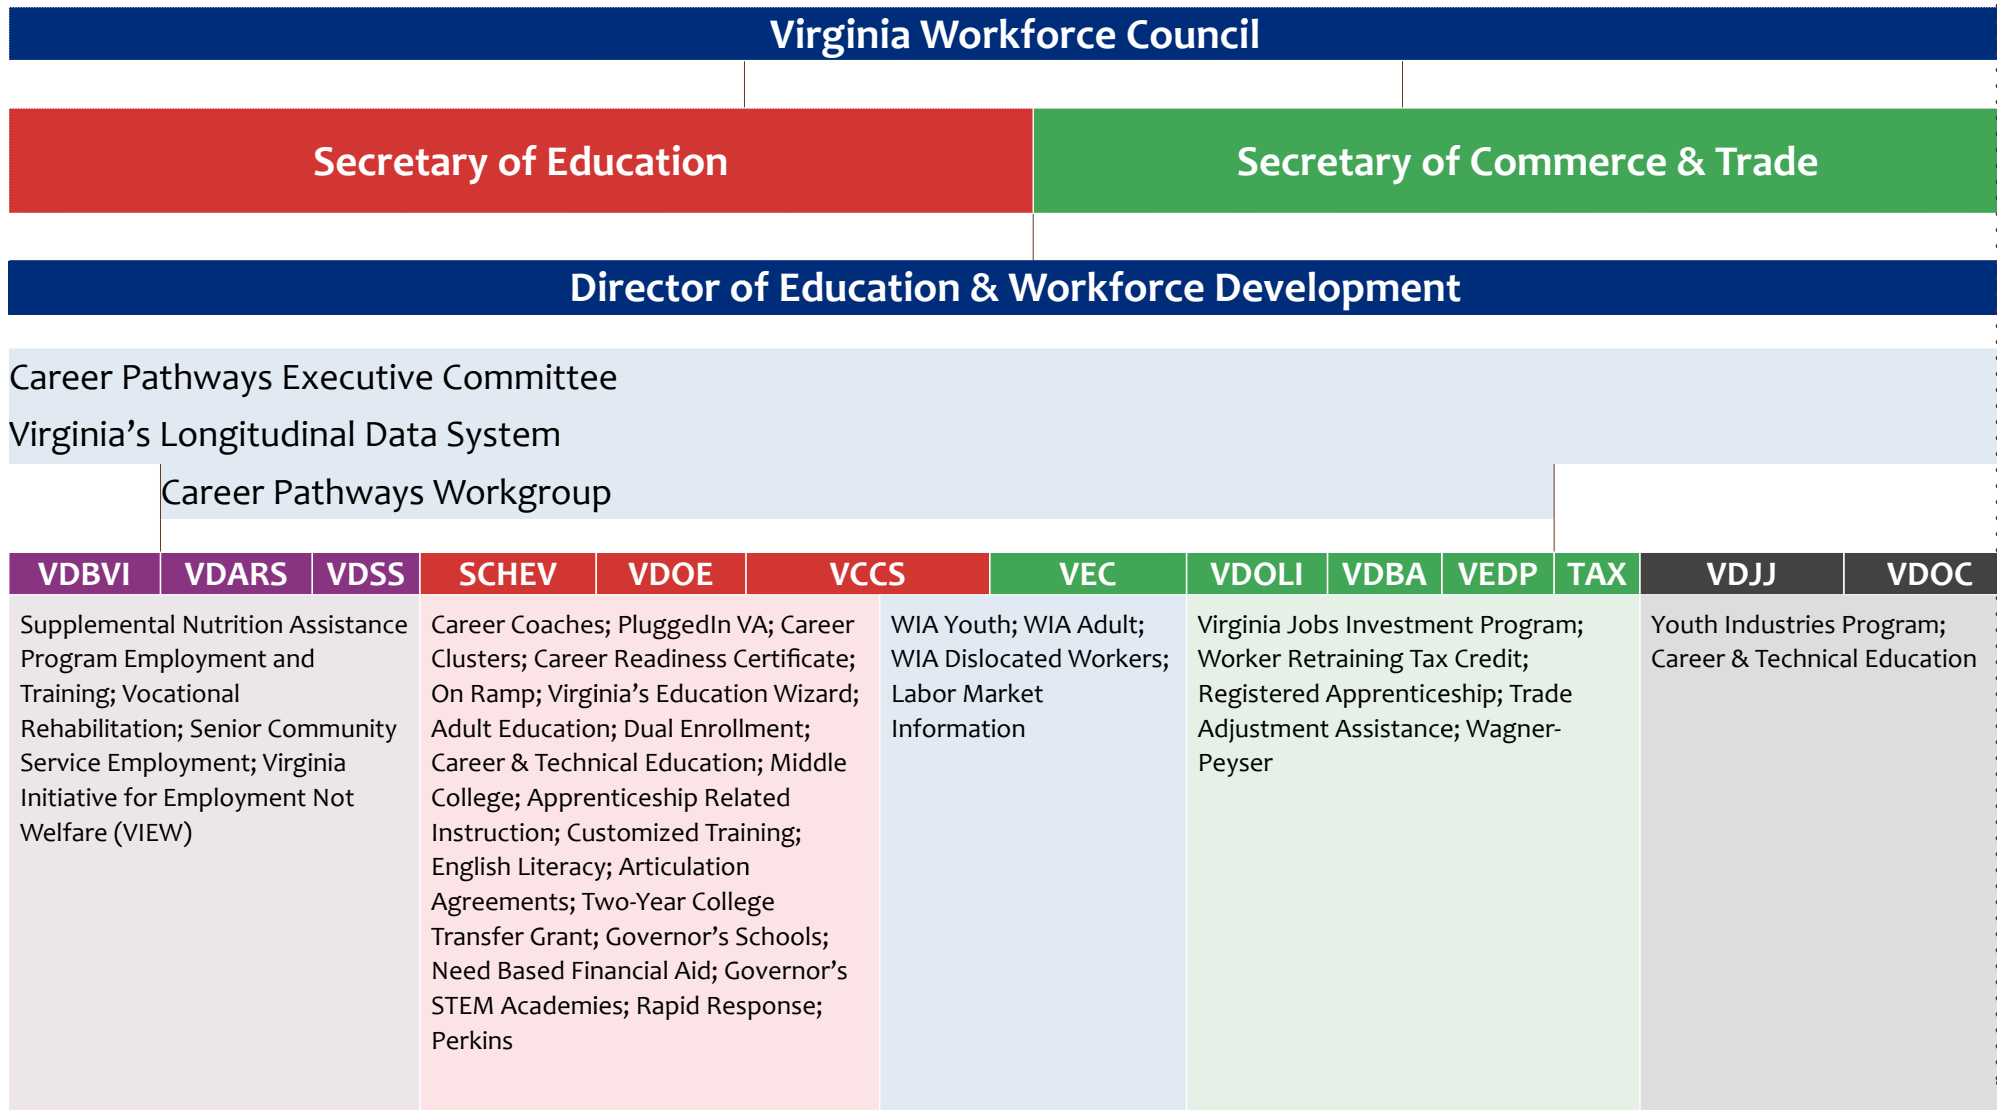 Virginia Workforce Council
Secretary of Education
Secretary of Commerce & Trade
Director of Education & Workforce Development
Career Pathways Executive Committee
Virginia’s Longitudinal Data System
Career Pathways Workgroup
VDBVI VDARS VDSS SCHEV VDOE VCCS VEC VDOLI VDBA VEDP TAX VDJJ VDOC
Supplemental Nutrition Assistance
Program Employment and
Training; Vocational
Rehabilitation; Senior Community
Service Employment; Virginia
Initiative for Employment Not
Welfare (VIEW)
Career Coaches; PluggedIn VA; Career
Clusters; Career Readiness Certificate;
On Ramp; Virginia’s Education Wizard;
Adult Education; Dual Enrollment;
Career & Technical Education; Middle
College; Apprenticeship Related
Instruction; Customized Training;
English Literacy; Articulation
Agreements; Two-Year College
Transfer Grant; Governor’s Schools;
Need Based Financial Aid; Governor’s
STEM Academies; Rapid Response;
Perkins
WIA Youth; WIA Adult;
WIA Dislocated Workers;
Labor Market
Information
Virginia Jobs Investment Program;
Worker Retraining Tax Credit;
Registered Apprenticeship; Trade
Adjustment Assistance; Wagner-
Peyser
Youth Industries Program;
Career & Technical Education